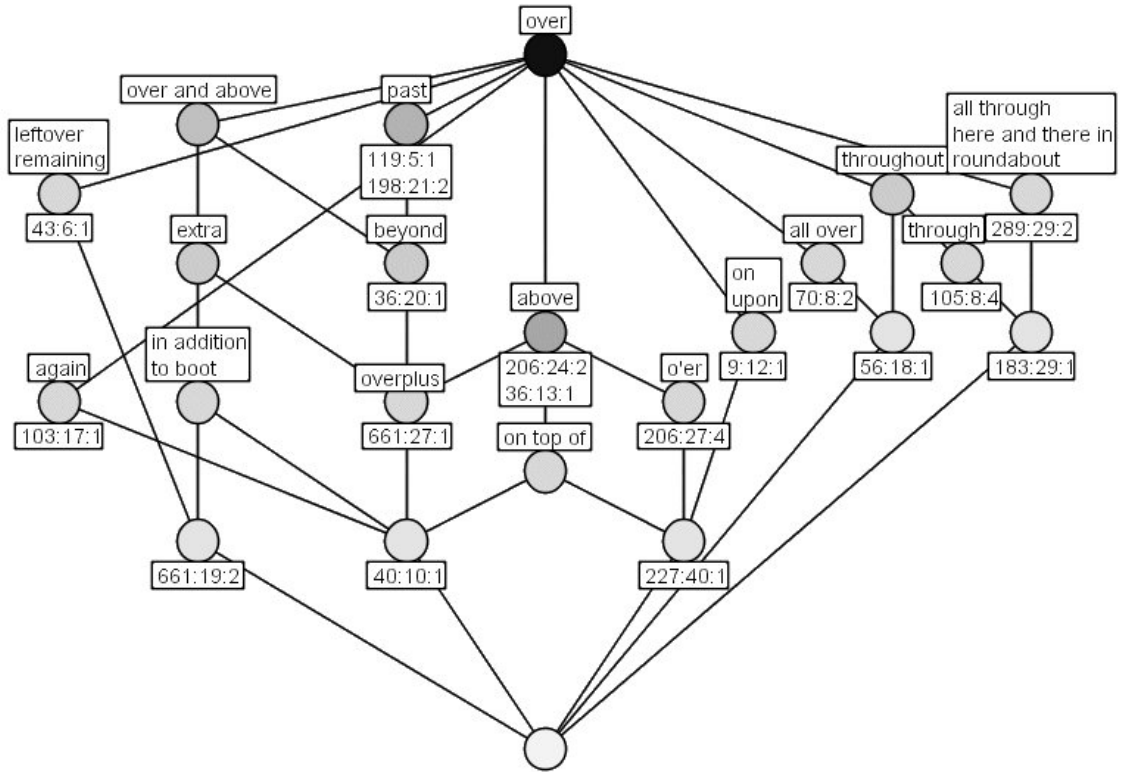 over
over and above
past
all through
here and there in
roundabout
leftover
remaining
119:5:1
198:21:2
throughout
43:6:1
extra
beyond
all over
through
289:29:2
36:20:1
above
on
upon
70:8:2
105:8:4
in addition
to boot
again
overplus
206:24:2
36:13:1
o'er
9:12:1
56:18:1
183:29:1
103:17:1
661:27:1
on top of
206:27:4
661:19:2
40:10:1
227:40:1